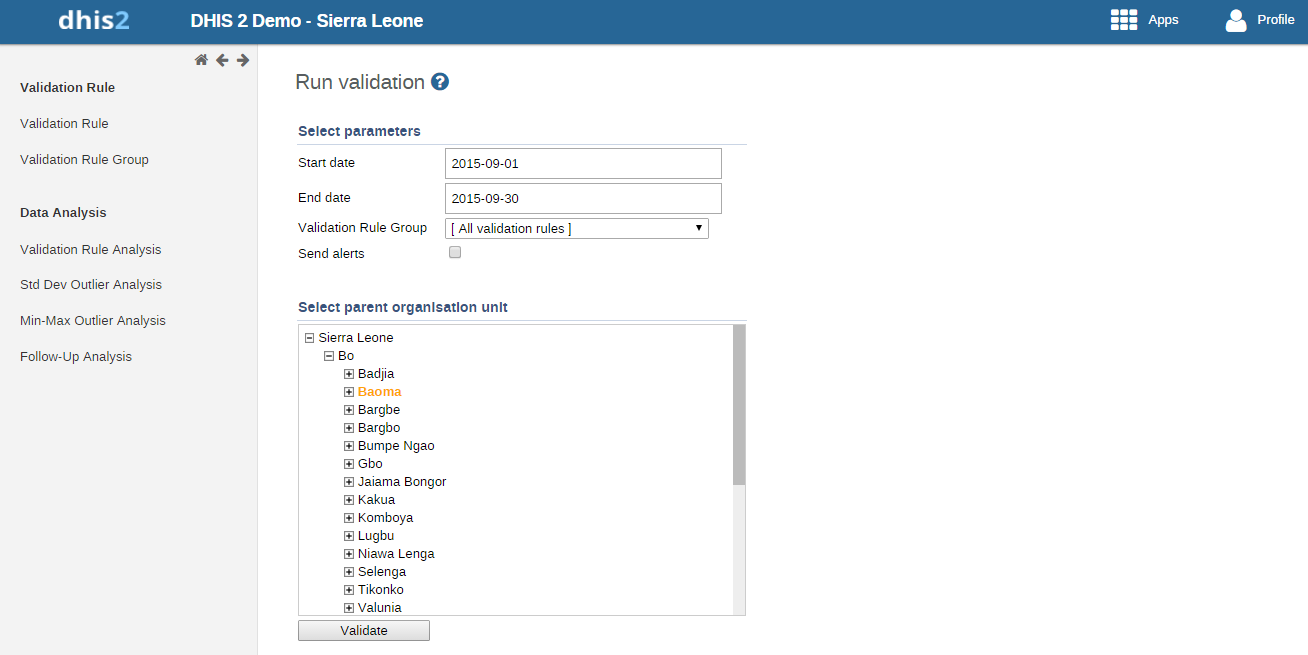 dhis2 DHIS 2 Demo - Sierra Leone Apps Profile
Validation Rule
Validation Rule
Validation Rule Group
Data Analysis
Validation Rule Analysis
Std Dev Outlier Analysis
Min-Max Outlier Analysis
Follow-Up Analysis
Run validation ?
Select parameters
Start date 2015-09-01
End date 2015-09-30
Validation Rule Group [ All validation rules ]
Send alerts
Select parent organisation unit
Sierra Leone
Bo
Badjia
Baoma
Bargbe
Bargbo
Bumpe Ngao
Gbo
Jaiama Bongor
Kakua
Komboya
Lugbu
Niawa Lenga
Selenga
Tikonko
Valunia
Validate